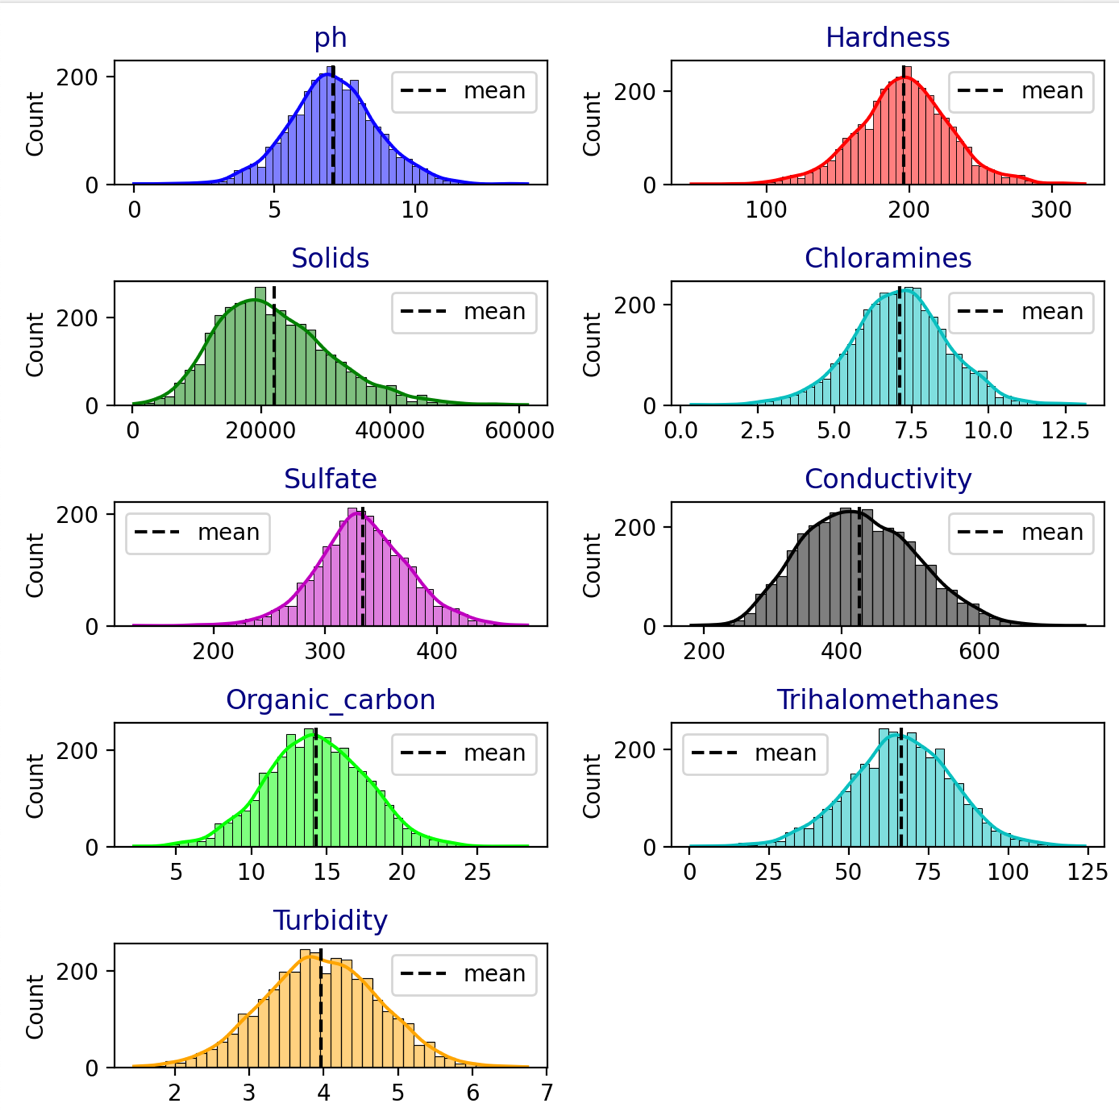 ph
Count
200
0
mean
0 5 10
Hardness
Count
200
0
mean
100 200 300
Solids
Count
200
0
mean
0 20000 40000 60000
Chloramines
Count
200
0
mean
0.0 2.5 5.0 7.5 10.0 12.5
Sulfate
Count
200
0
mean
200 300 400
Conductivity
Count
200
0
mean
200 400 600
Organic_carbon
Count
200
0
mean
5 10 15 20 25
Trihalomethanes
Count
200
0
mean
0 25 50 75 100 125
Turbidity
Count
200
0
mean
2 3 4 5 6 7